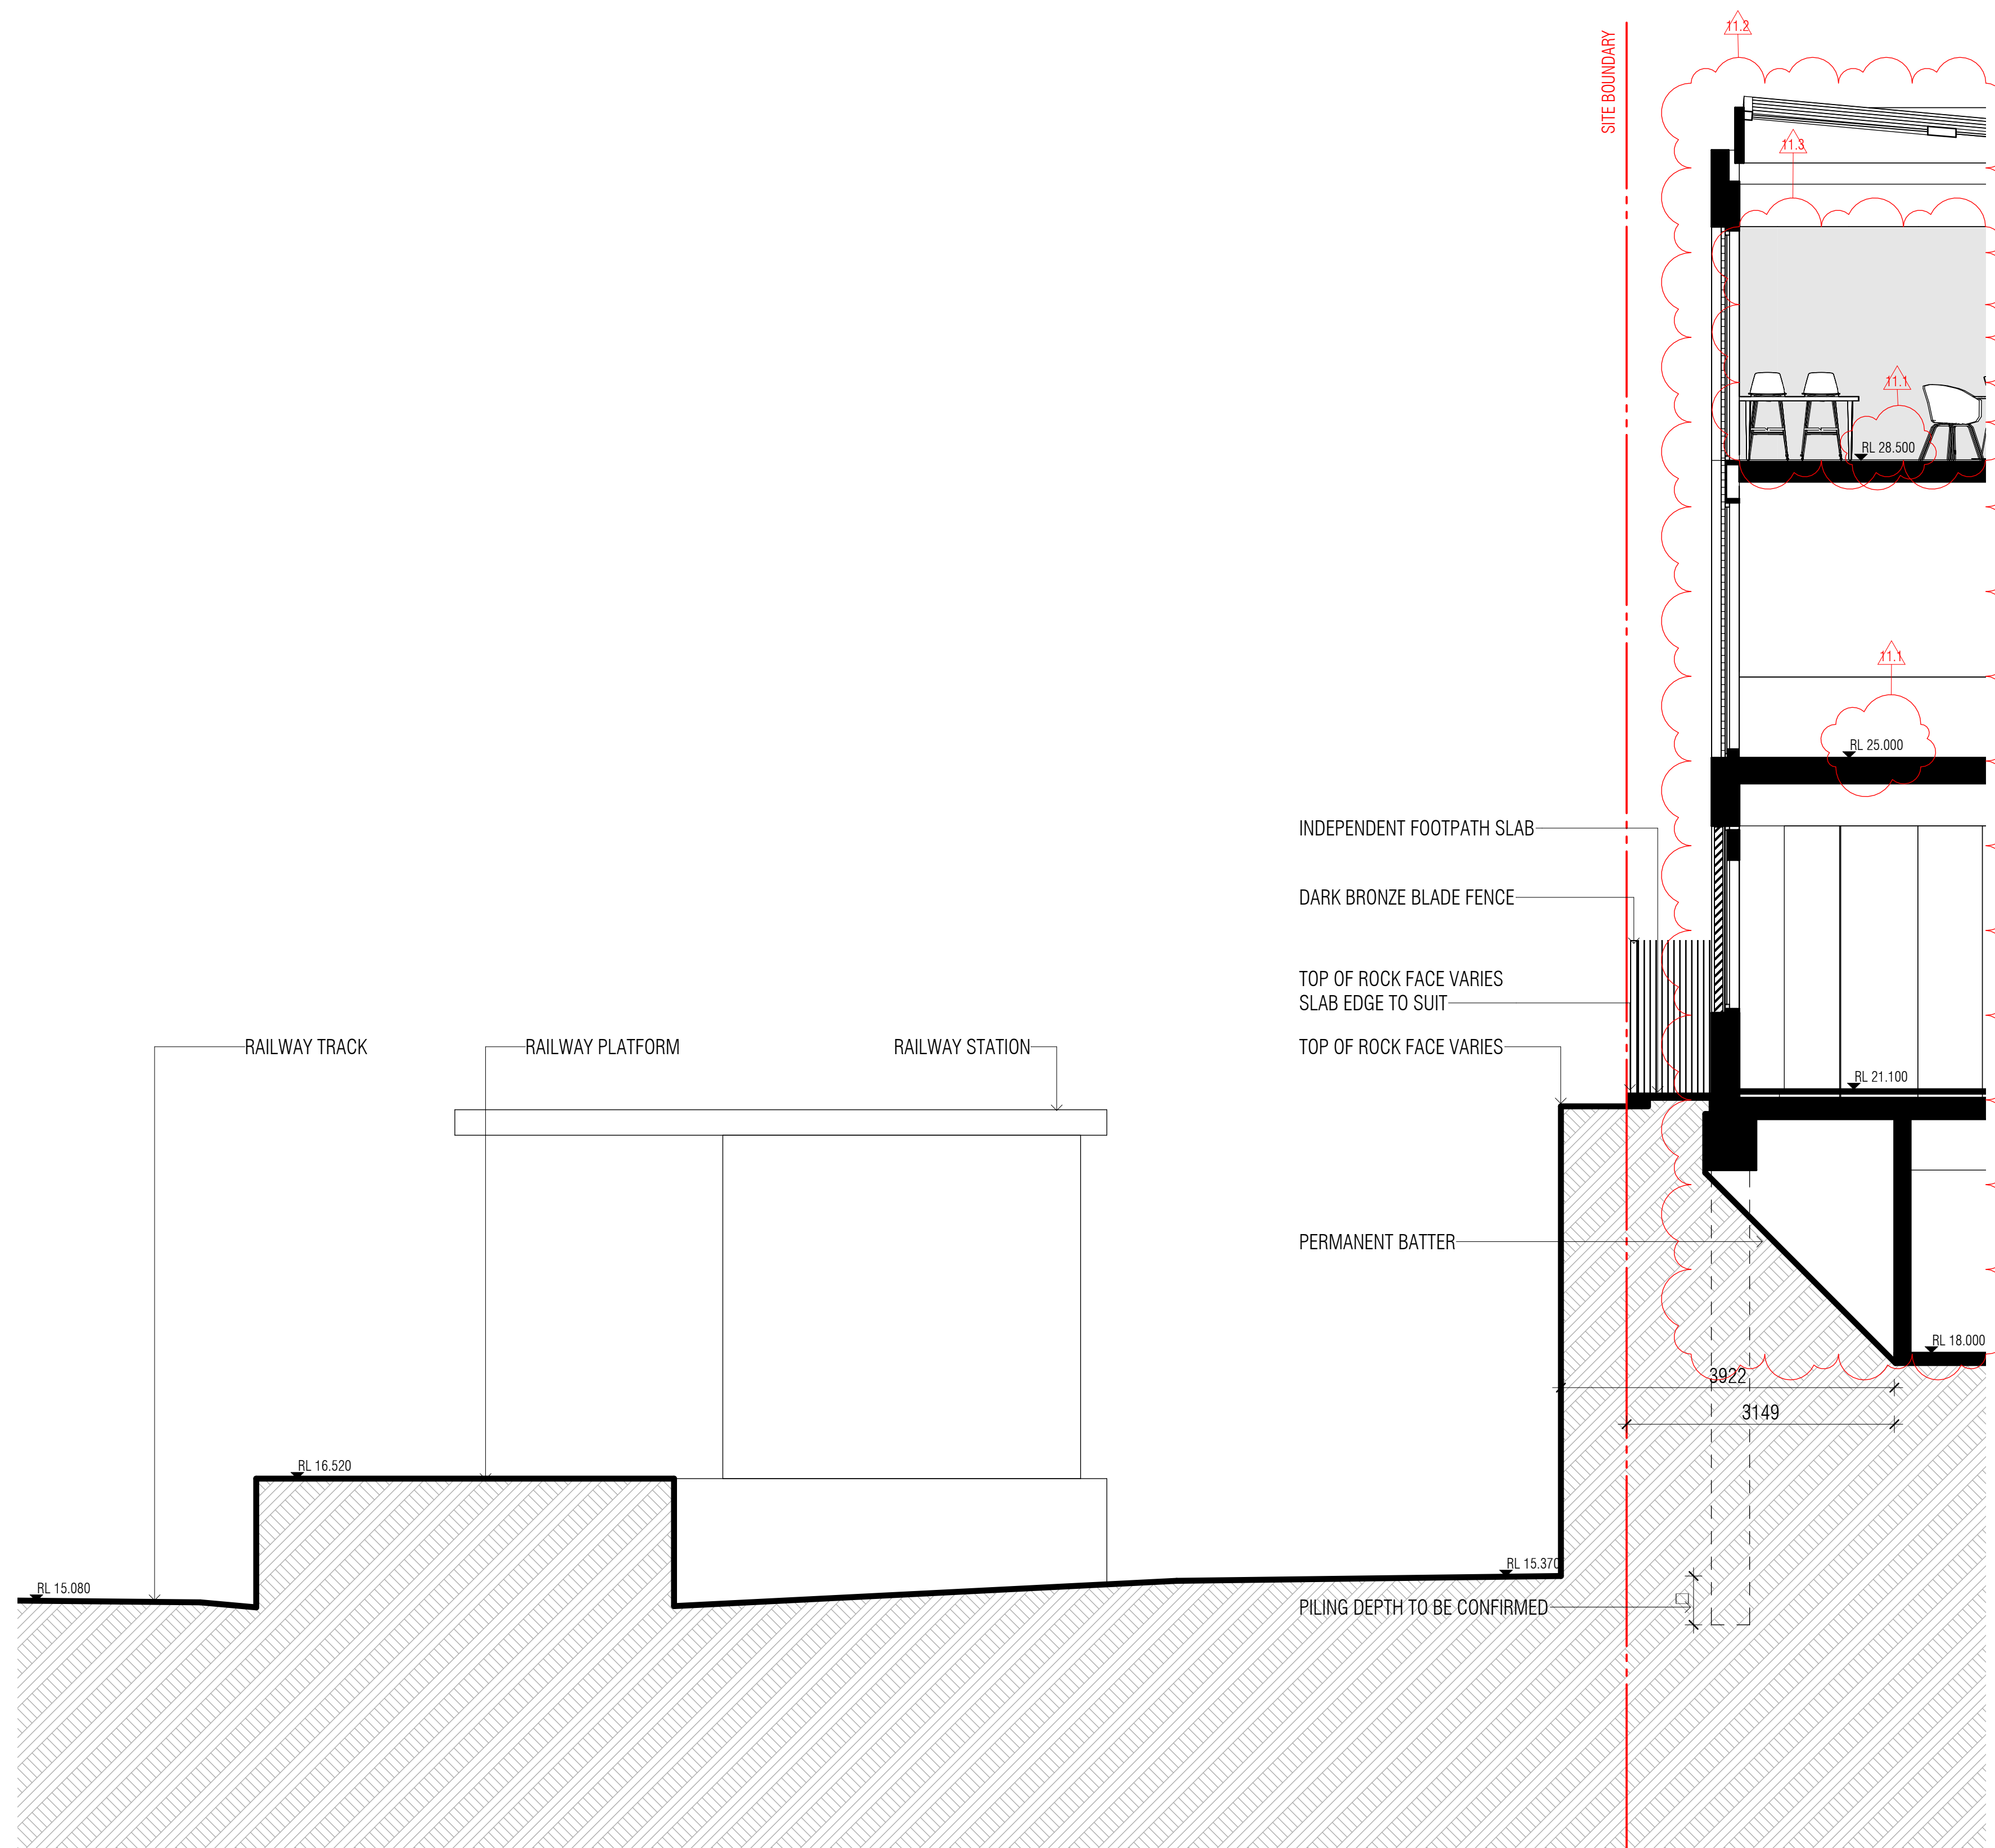 11.2
SITE BOUNDARY
11.3
11.1
RL 28.500
11.1
RL 25.000
INDEPENDENT FOOTPATH SLAB
DARK BRONZE BLADE FENCE
TOP OF ROCK FACE VARIES
SLAB EDGE TO SUIT
RAILWAY TRACK
RAILWAY PLATFORM
RAILWAY STATION
TOP OF ROCK FACE VARIES
RL 21.100
PERMANENT BATTER
RL 18.000
3922
3149
RL 16.520
RL 15.370
RL 15.080
PILING DEPTH TO BE CONFIRMED